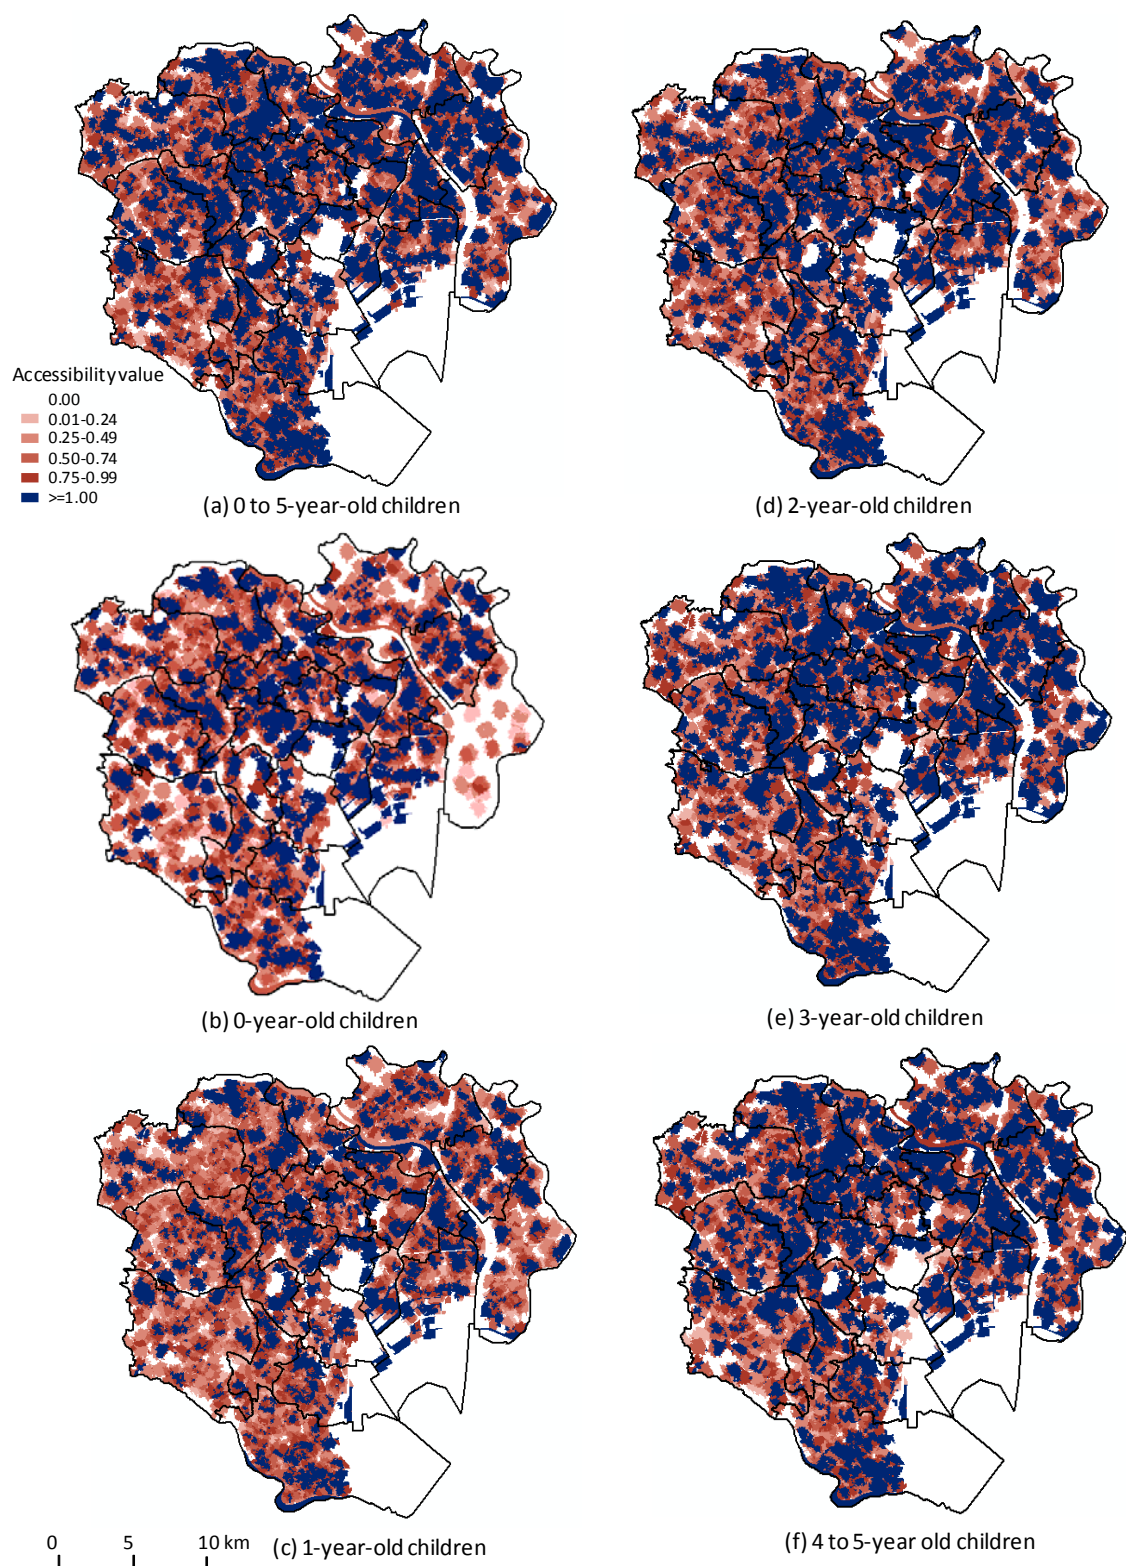 Accessibility value
0.00
0.01-0.24
0.25-0.49
0.50-0.74
0.75-0.99
>=1.00
(a) 0 to 5-year-old children
(d) 2-year-old children
(b) 0-year-old children
(e) 3-year-old children
0 5 10 km
(c) 1-year-old children
(f) 4 to 5-year old children